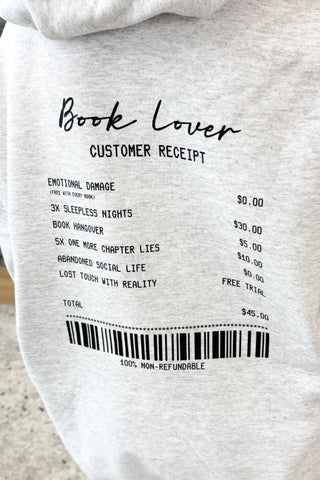 Book Lover
CUSTOMER RECEIPT
EMOTIONAL DAMAGE $0.00
(FREE WITH EVERY BOOK)
3X SLEEPLESS NIGHTS $30.00
BOOK HANGOVER $5.00
5X ONE MORE CHAPTER LIES $10.00
ABANDONED SOCIAL LIFE $0.00
LOST TOUCH WITH REALITY FREE TRIAL
TOTAL $45.00
100% NON-REFUNDABLE